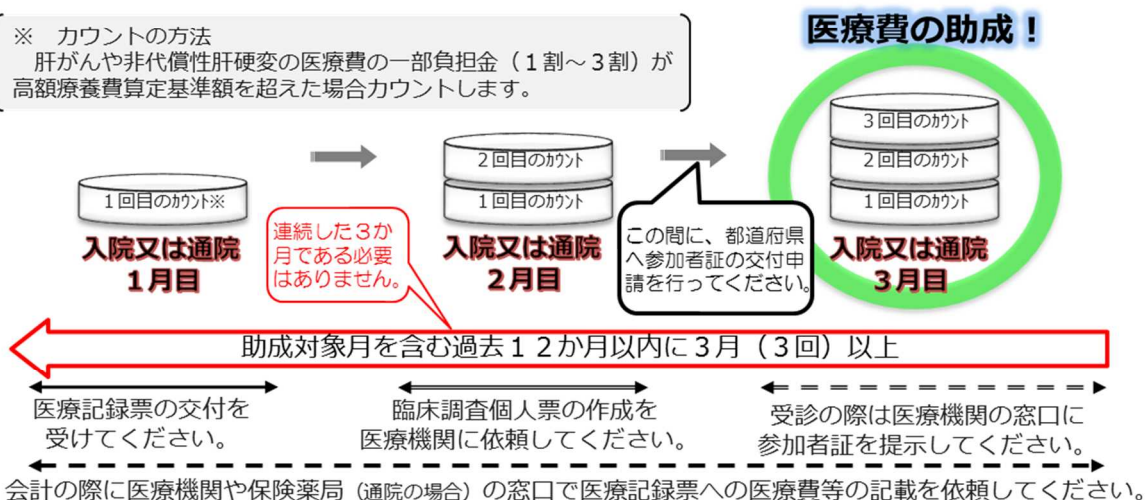 ※ カウントの方法
肝がんや非代償性肝硬変の医療費の一部負担金（１割～３割）が
高額療養費算定基準額を超えた場合カウントします。
医療費の助成！
１回目のｶｳﾝﾄ※
入院又は通院
１月目
連続した３か
月である必要
はありません。
２回目のｶｳﾝﾄ
１回目のｶｳﾝﾄ
入院又は通院
２月目
この間に、都道府県
へ参加者証の交付申
請を行ってください。
３回目のｶｳﾝﾄ
２回目のｶｳﾝﾄ
１回目のｶｳﾝﾄ
入院又は通院
３月目
助成対象月を含む過去１２か月以内に３月（３回）以上
医療記録票の交付を
受けてください。
臨床調査個人票の作成を
医療機関に依頼してください。
受診の際は医療機関の窓口に
参加者証を提示してください。
会計の際に医療機関や保険薬局（通院の場合）の窓口で医療記録票への医療費等の記載を依頼してください。